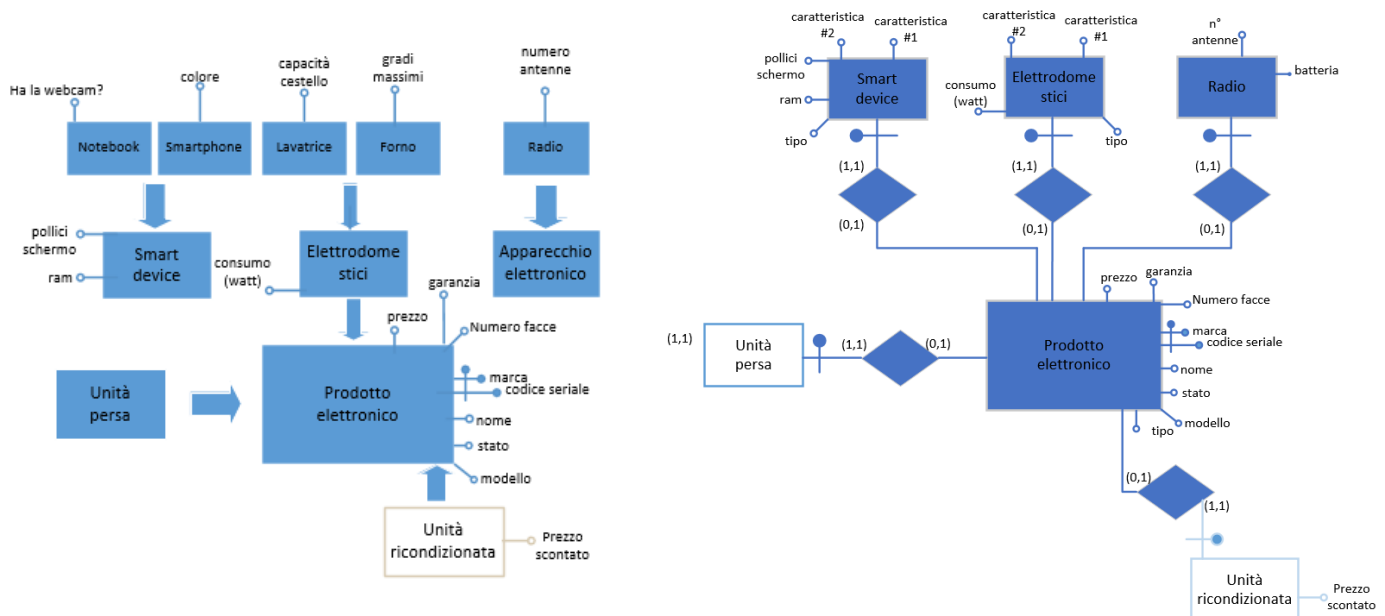 numero
antenne
gradi
massimi
capacità
cestello
colore
Ha la webcam?
Notebook
Smartphone
Lavatrice
Forno
Radio
pollici
schermo
ram
Smart
device
consumo
(watt)
Elettrodome
stici
Apparecchio
elettronico
garanzia
prezzo
Numero facce
marca
codice seriale
nome
stato
modello
Unità
persa
Prodotto
elettronico
Unità
ricondizionata
Prezzo
scontato
caratteristica
#2
caratteristica
#1
pollici
schermo
ram
tipo
Smart
device
caratteristica
#2
caratteristica
#1
consumo
(watt)
Elettrodome
stici
tipo
n°
antenne
batteria
Radio
(1,1)
(1,1)
(1,1)
(0,1)
(0,1)
(0,1)
prezzo
garanzia
Numero facce
marca
codice seriale
nome
stato
modello
tipo
(1,1)
Unità
persa
(1,1)
(0,1)
Prodotto
elettronico
(0,1)
(1,1)
Unità
ricondizionata
Prezzo
scontato